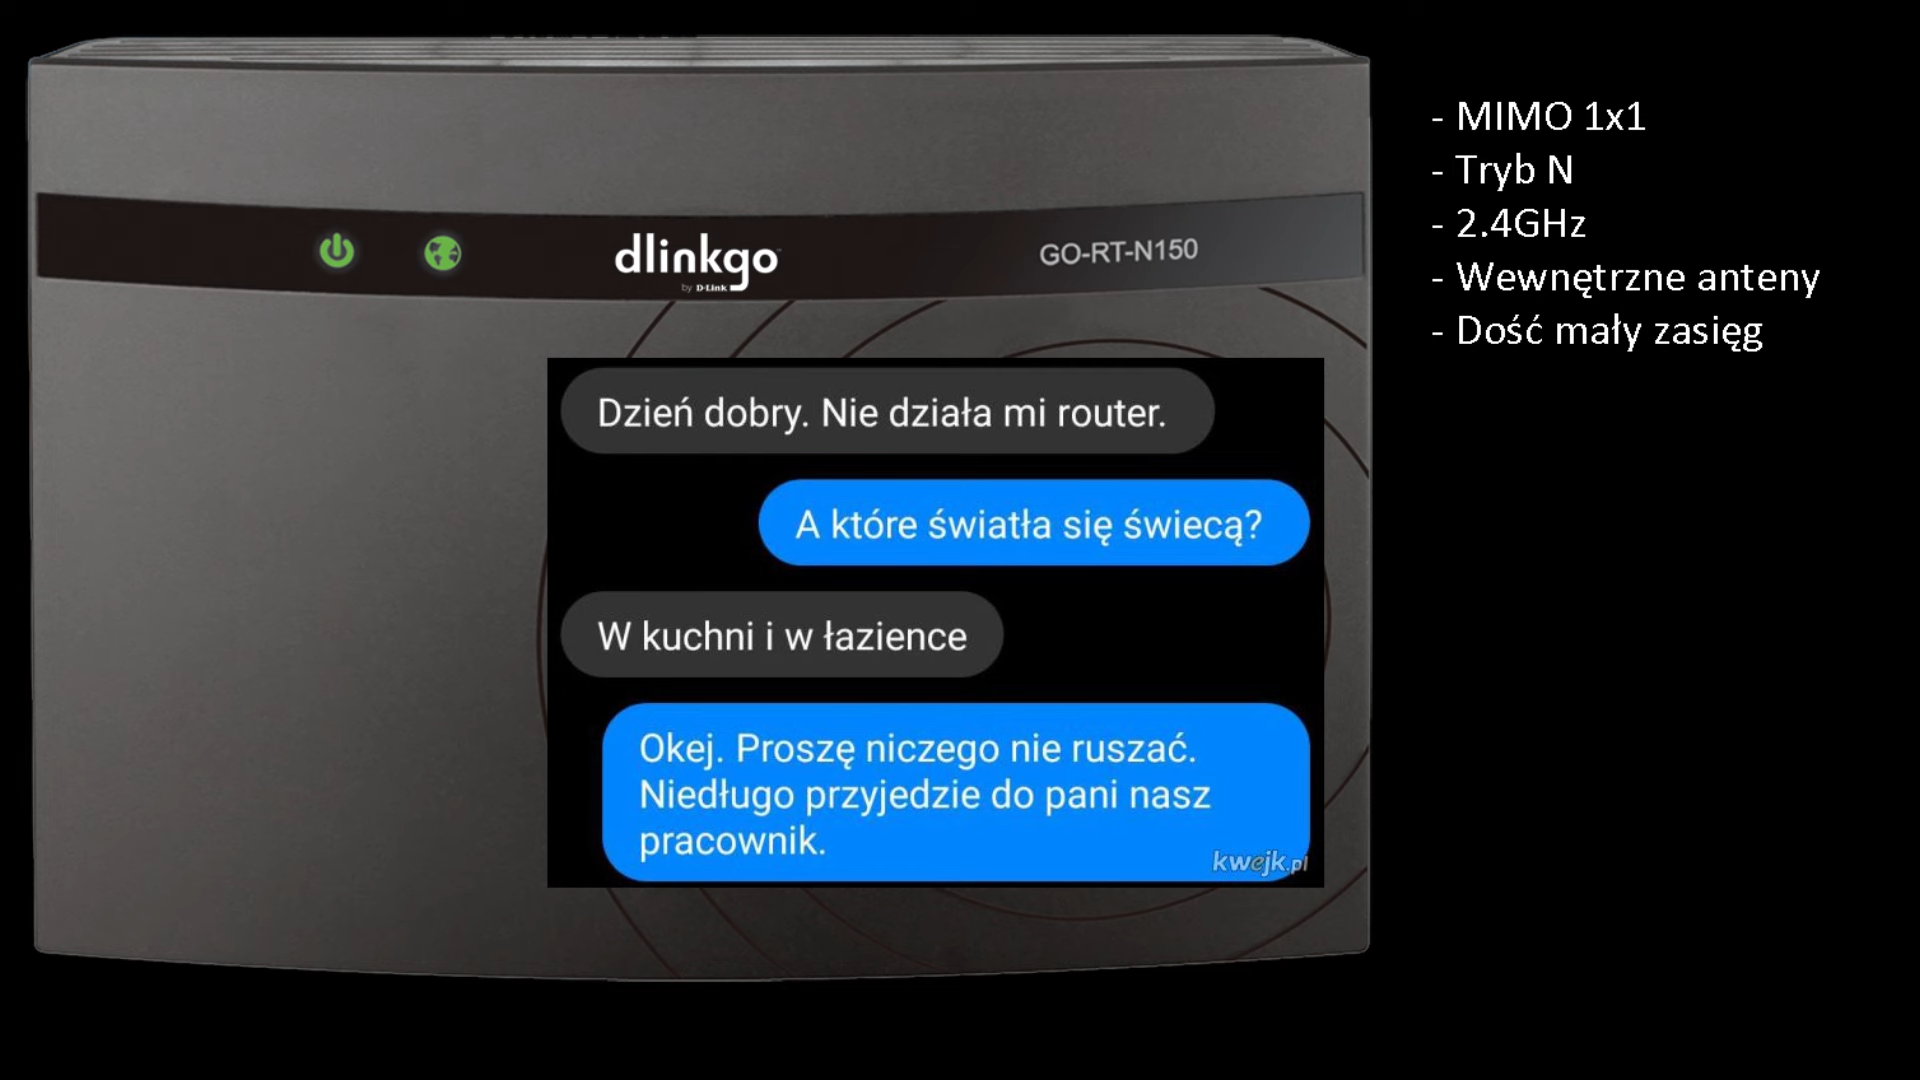 dlinkgo
by D-Link
GO-RT-N150
- MIMO 1x1
- Tryb N
- 2.4GHz
- Wewnętrzne anteny
- Dość mały zasięg
Dzień dobry. Nie działa mi router.
A które światła się świecą?
W kuchni i w łazience
Okej. Proszę niczego nie ruszać.
Niedługo przyjedzie do pani nasz
pracownik.
kwejk.pl